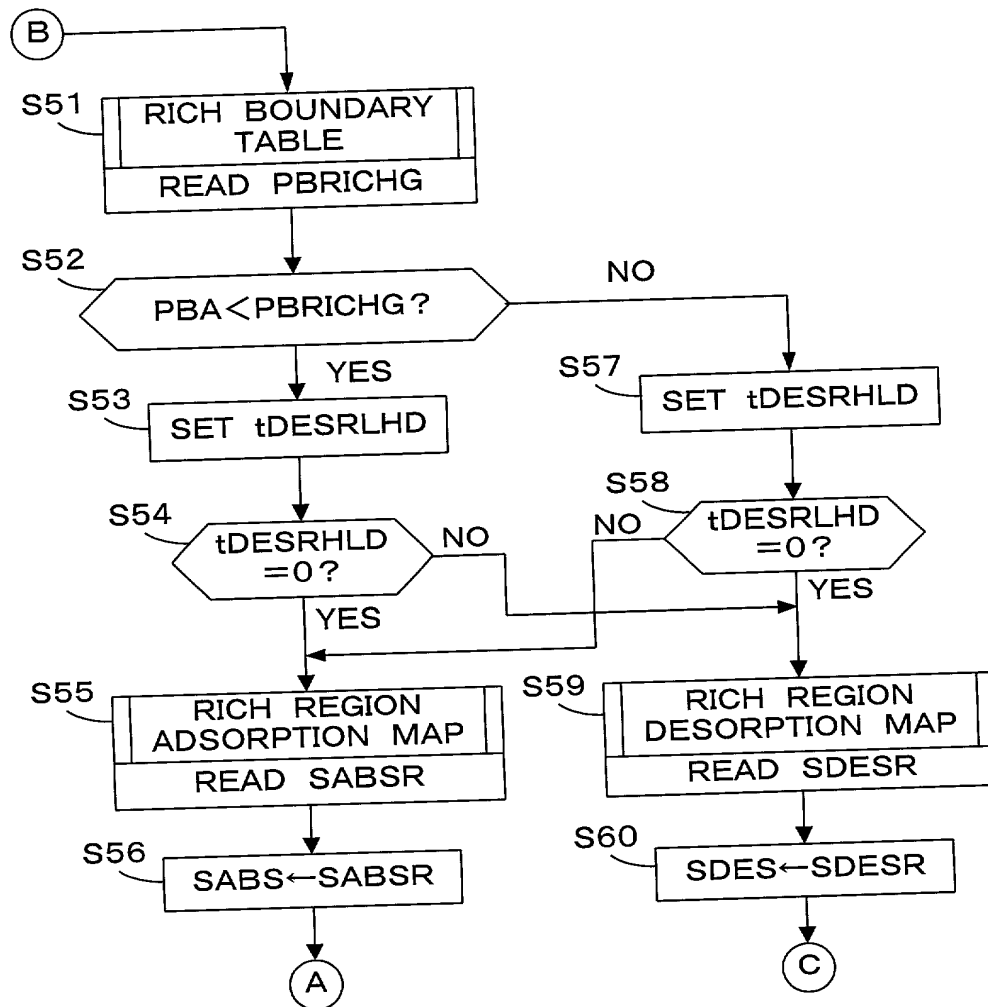 B
S51
RICH BOUNDARY
TABLE
READ PBRICHG
S52
PBA<PBRICHG?
NO
YES
S53
SET tDESRLHD
S57
SET tDESRHLD
S54
tDESRHLD
=0?
NO
YES
S58
tDESRLHD
=0?
NO
YES
S55
RICH REGION
ADSORPTION MAP
READ SABSR
S59
RICH REGION
DESORPTION MAP
READ SDESR
S56
SABS←SABSR
S60
SDES←SDESR
A
C